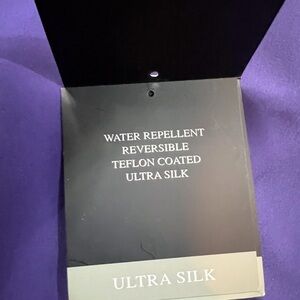 WATER REPELLENT
REVERSIBLE
TEFLON COATED
ULTRA SILK
ULTRA SILK